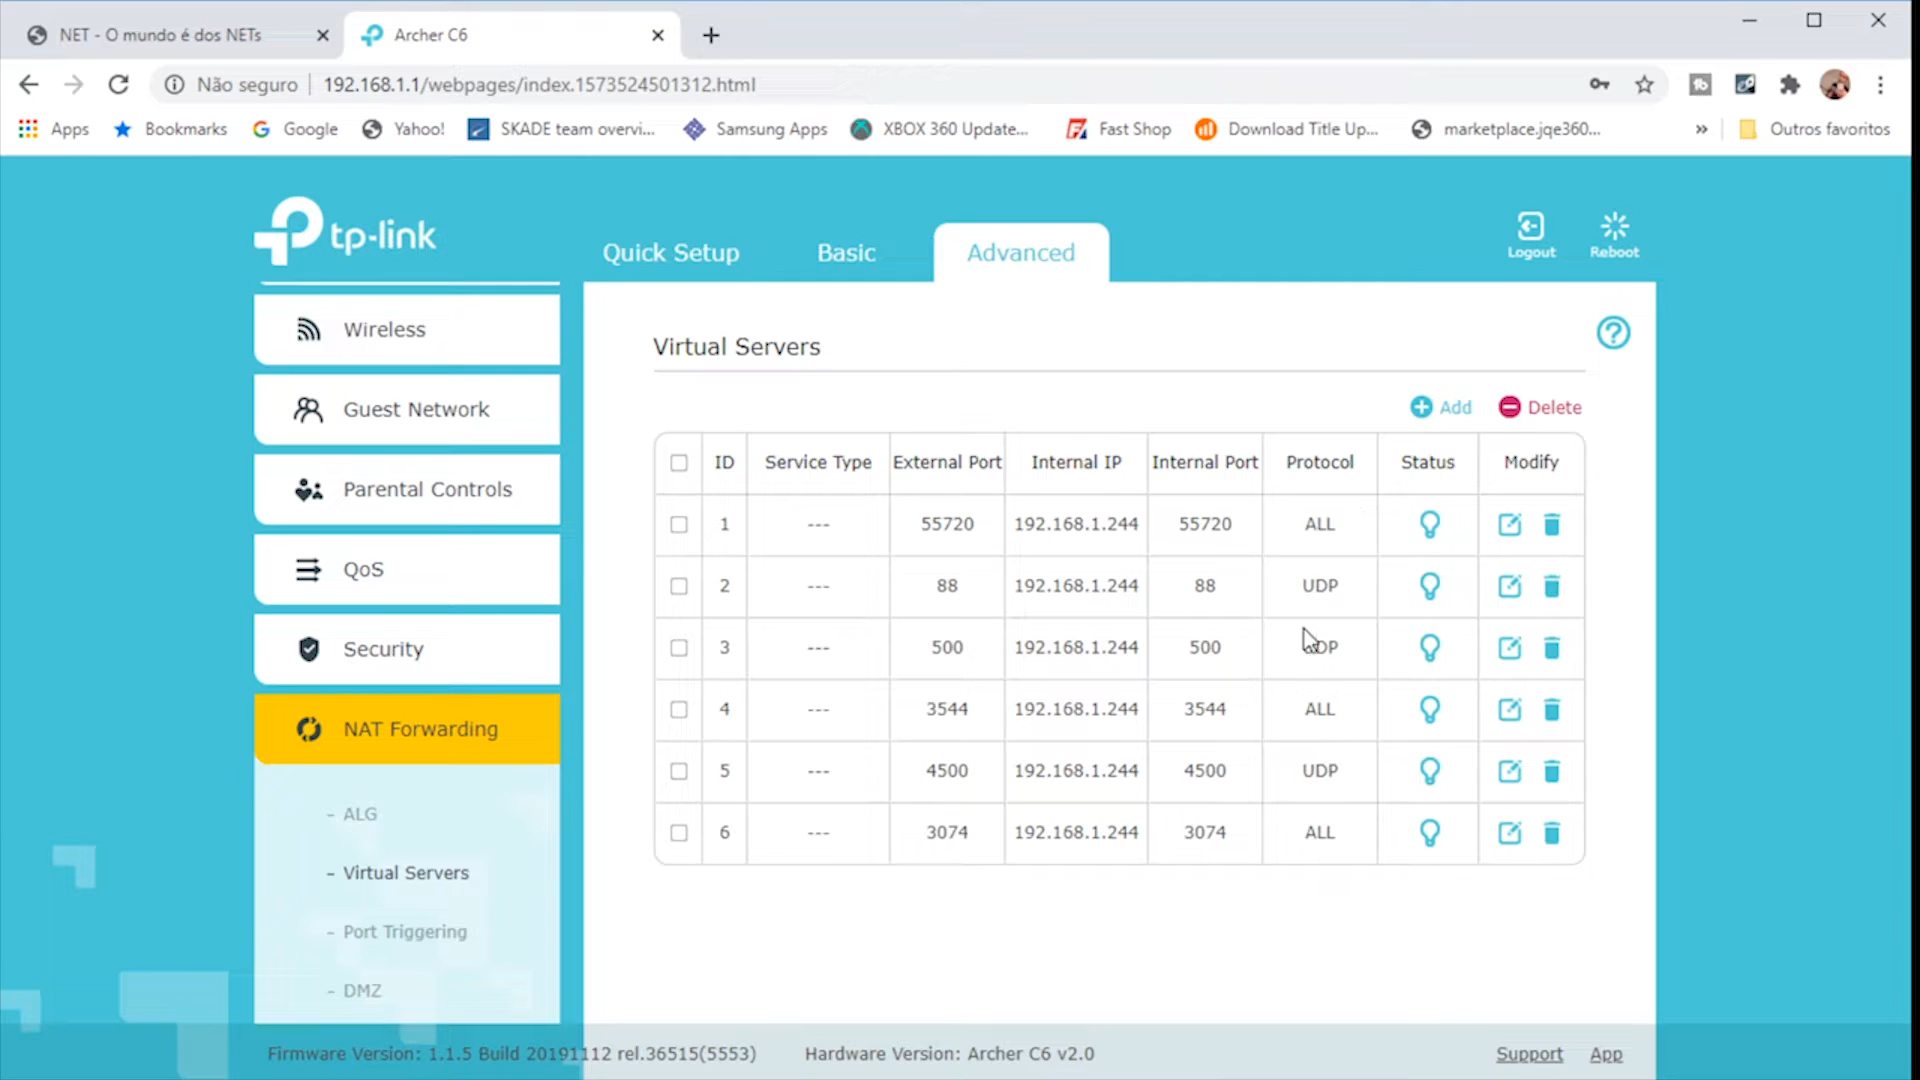 NET - O mundo é dos NETs
Archer C6
Não seguro
192.168.1.1/webpages/index.1573524501312.html
Apps
Bookmarks
Google
Yahoo!
SKADE team overvi...
Samsung Apps
XBOX 360 Update...
Fast Shop
Download Title Up...
marketplace.jqe360...
»
Outros favoritos
tp-link
Quick Setup
Basic
Advanced
Logout
Reboot
Wireless
Guest Network
Parental Controls
QoS
Security
NAT Forwarding
- ALG
- Virtual Servers
- Port Triggering
- DMZ
Virtual Servers
Add
Delete
ID Service Type External Port Internal IP Internal Port Protocol Status Modify
1 --- 55720 192.168.1.244 55720 ALL
2 --- 88 192.168.1.244 88 UDP
3 --- 500 192.168.1.244 500 UDP
4 --- 3544 192.168.1.244 3544 ALL
5 --- 4500 192.168.1.244 4500 UDP
6 --- 3074 192.168.1.244 3074 ALL
Firmware Version: 1.1.5 Build 20191112 rel.36515(5553)
Hardware Version: Archer C6 v2.0
Support
App